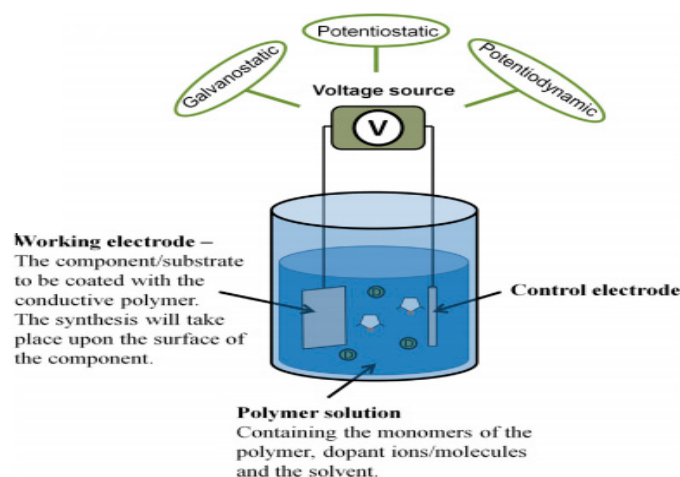 Potentiostatic
Galvanostatic
Potentiodynamic
Voltage source
V
Working electrode –
The component/substrate
to be coated with the
conductive polymer.
The synthesis will take
place upon the surface of
the component.
D
D
D
Control electrode
Polymer solution
Containing the monomers of the
polymer, dopant ions/molecules
and the solvent.